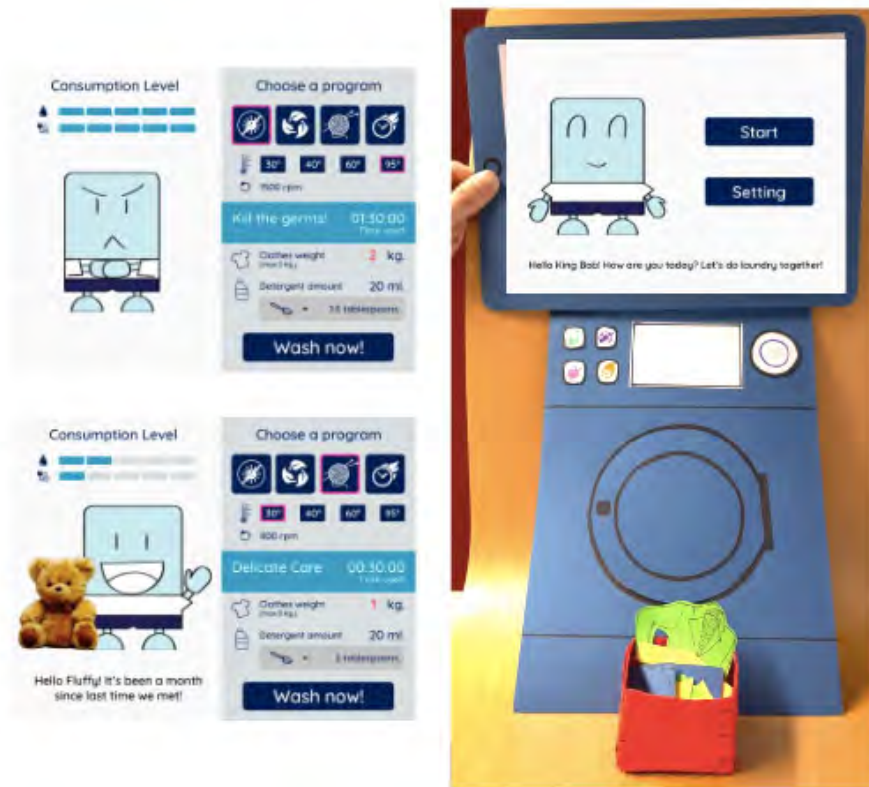 Consumption Level
Choose a program
30° 40° 60° 95°
1500 rpm
Kill the germs! 01:30:00
Clothes weight 2 kg.
Detergent amount 20 ml
tablespoons
Wash now!
Consumption Level
Choose a program
30° 40° 60° 95°
rpm
Delicate Care 00:30:00
Clothes weight 1 kg.
Detergent amount 20 ml
2 tablespoons
Wash now!
Hello Fluffy! It's been a month
since last time we met!
Start
Setting
Hello King Bab! How are you today? Let's do laundry together!